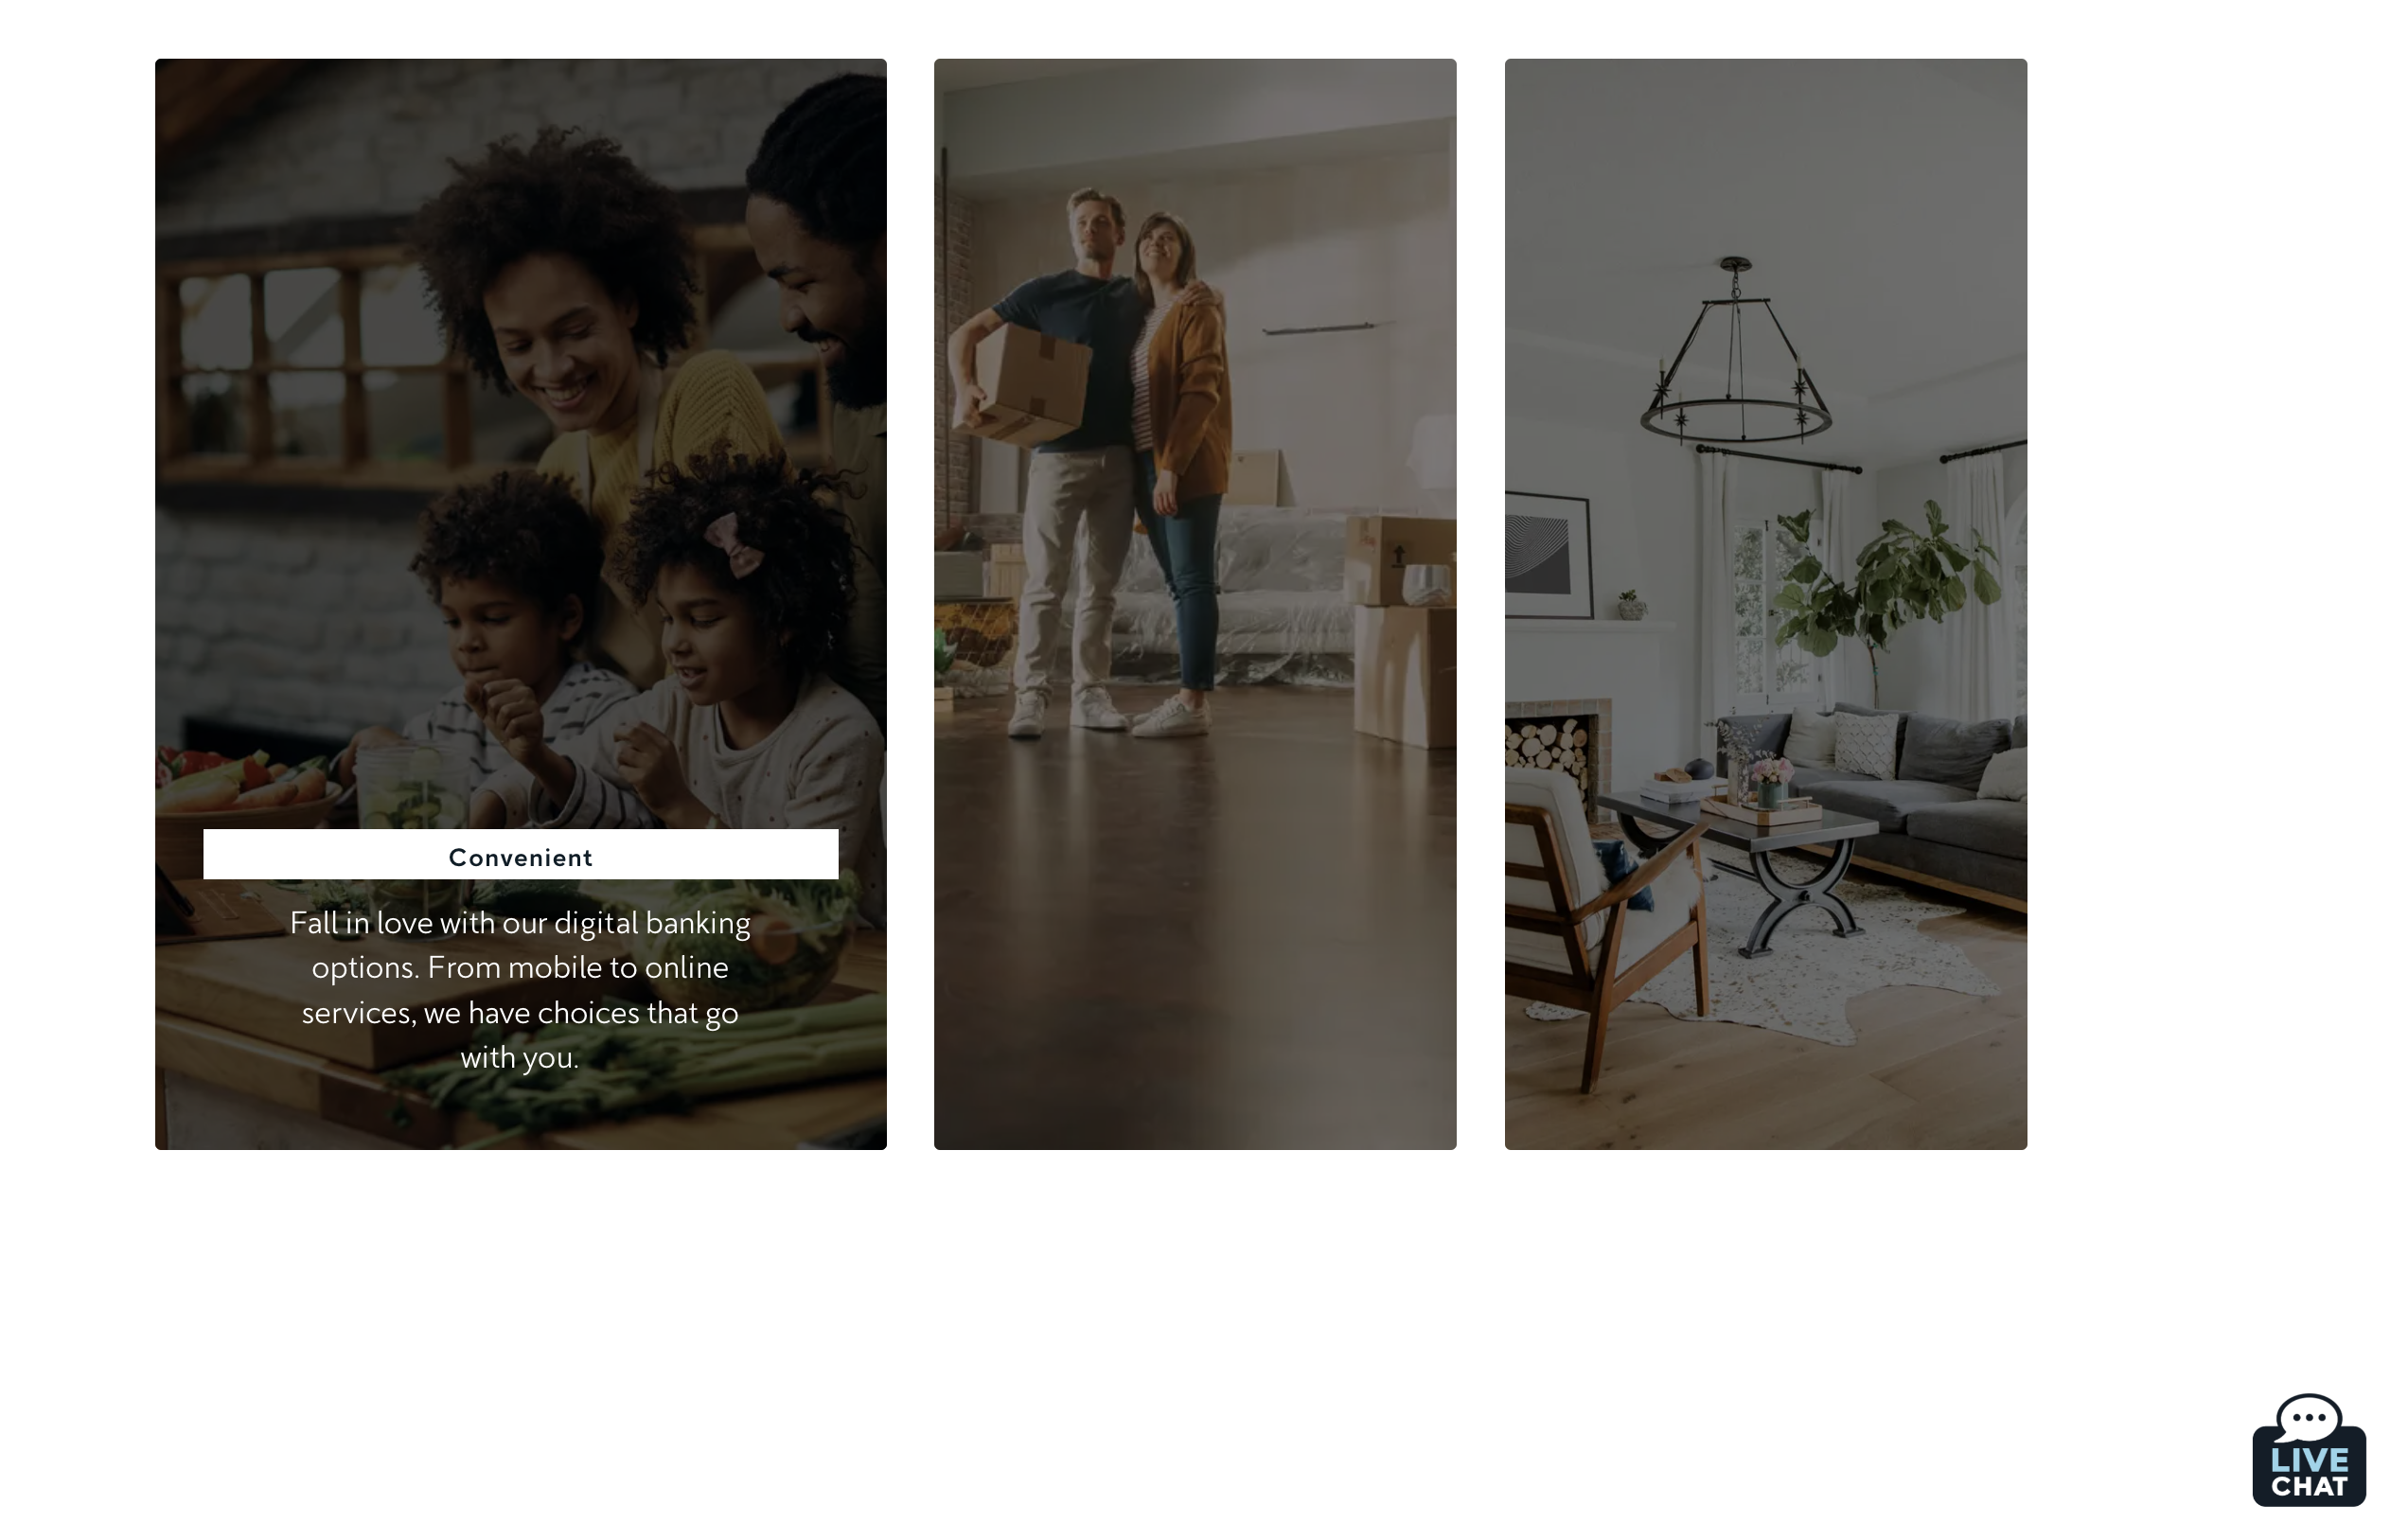 Convenient
Fall in love with our digital banking
options. From mobile to online
services, we have choices that go
with you.
LIVE
CHAT